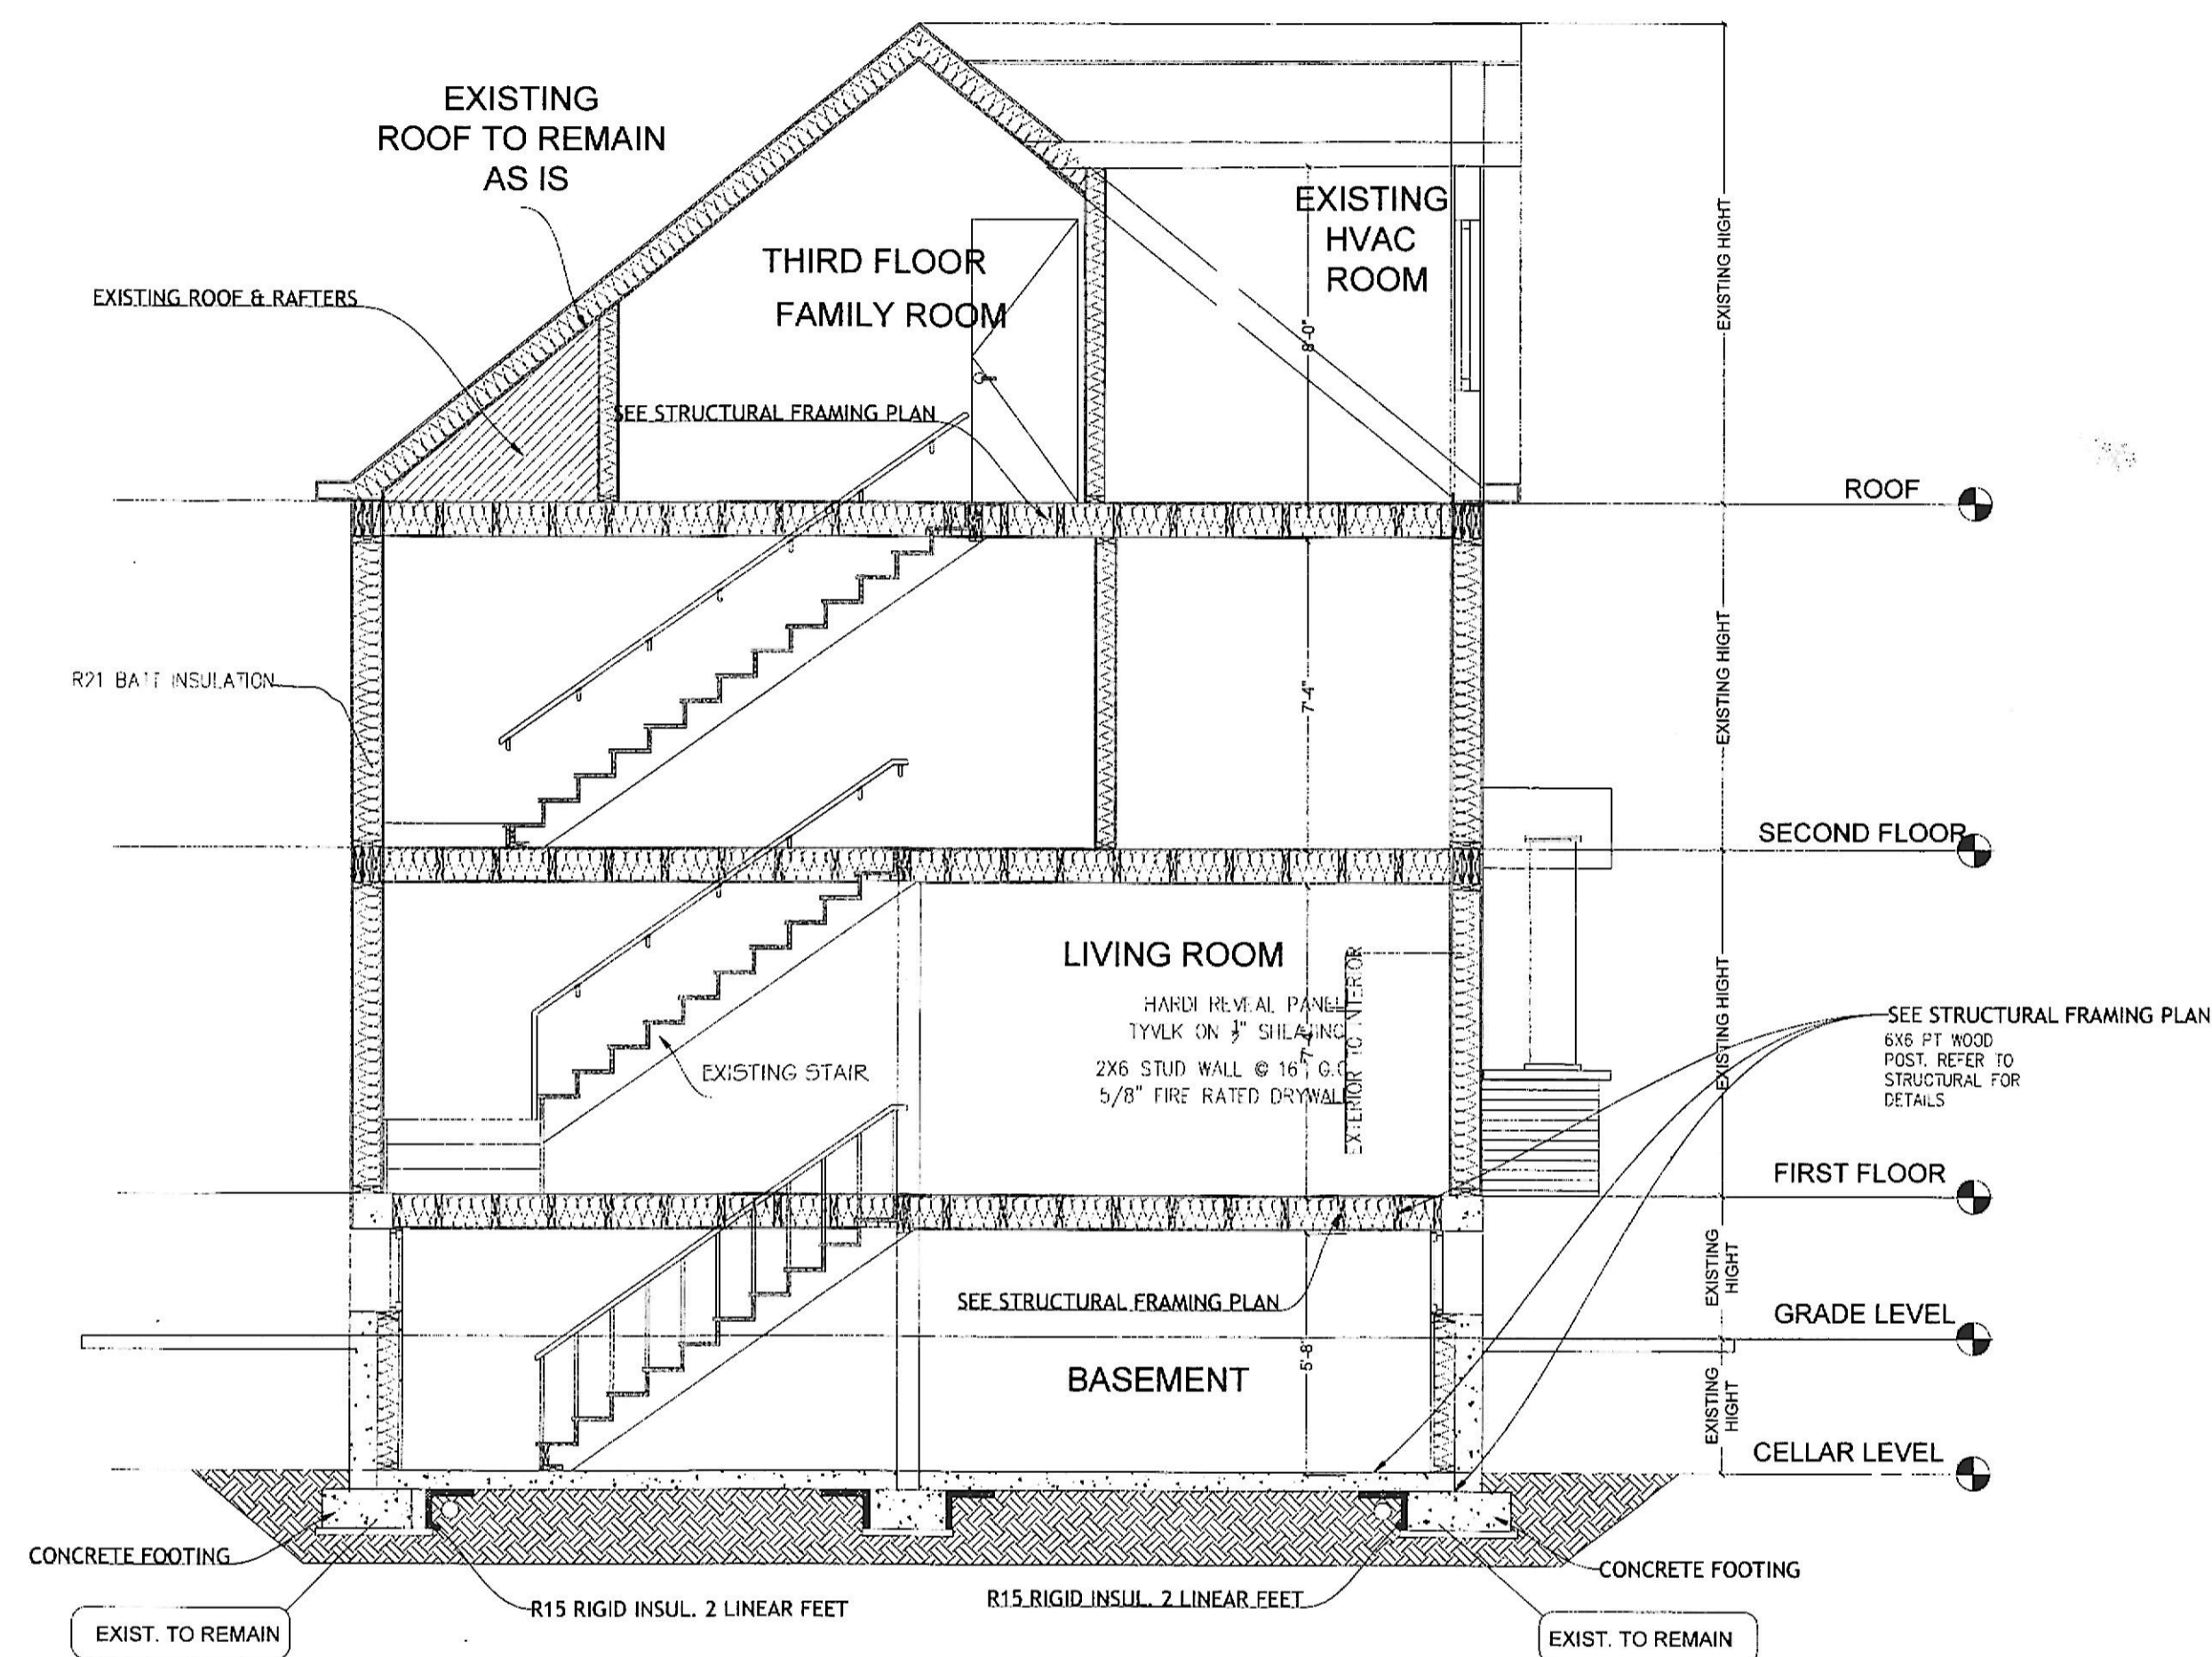 EXISTING
ROOF TO REMAIN
AS IS
EXISTING ROOF & RAFTERS
THIRD FLOOR
FAMILY ROOM
EXISTING
HVAC
ROOM
8'-0"
EXISTING HIGHT
SEE STRUCTURAL FRAMING PLAN
ROOF
R21 BATT INSULATION
7'-4"
EXISTING HIGHT
SECOND FLOOR
LIVING ROOM
HARDI REVEAL PANEL
ON
2X6 STUD WALL @ 16"
5/8" FIRE RATED DRYWALL
EXTERIOR TO INTERIOR
EXISTING STAIR
EXISTING HIGHT
SEE STRUCTURAL FRAMING PLAN
6X6 PT WOOD
POST. REFER TO
STRUCTURAL FOR
DETAILS
FIRST FLOOR
EXISTING
HIGHT
SEE STRUCTURAL FRAMING PLAN
GRADE LEVEL
5'-8"
BASEMENT
EXISTING
HIGHT
CELLAR LEVEL
CONCRETE FOOTING
CONCRETE FOOTING
R15 RIGID INSUL. 2 LINEAR FEET
R15 RIGID INSUL. 2 LINEAR FEET
EXIST. TO REMAIN
EXIST. TO REMAIN